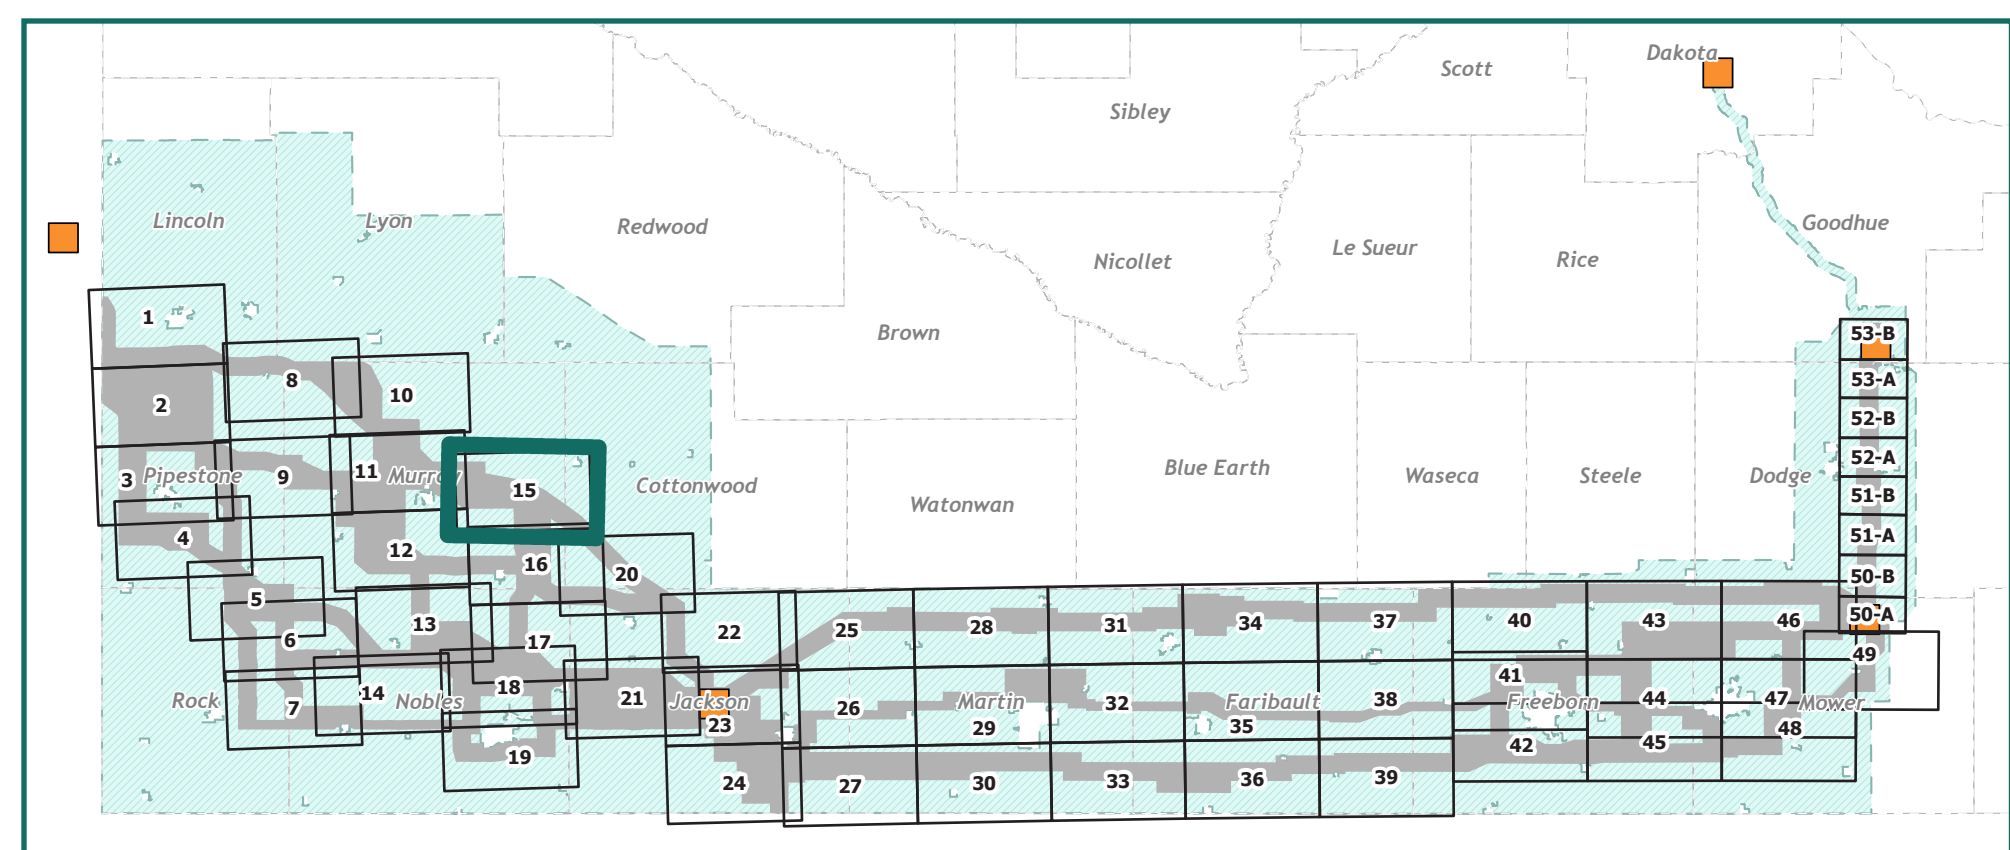 Dakota
Scott
Sibley
Lincoln
Lyon
Redwood
Goodhue
Le Sueur
Rice
Nicollet
1
Brown
53-B
8
53-A
10
2
52-B
52-A
Blue Earth
11
Murray
Pipestone
9
3
Waseca
Steele
Dodge
Cottonwood
15
51-B
Watonwan
51-A
4
12
16
20
50-B
5
50-A
40
43
46
37
34
13
31
28
25
22
6
17
49
41
18
14
Nobles
Rock
7
21
Jackson
23
26
Martin
29
32
Faribault
35
38
Freeborn
44
47
Mower
48
42
45
19
24
27
30
33
36
39